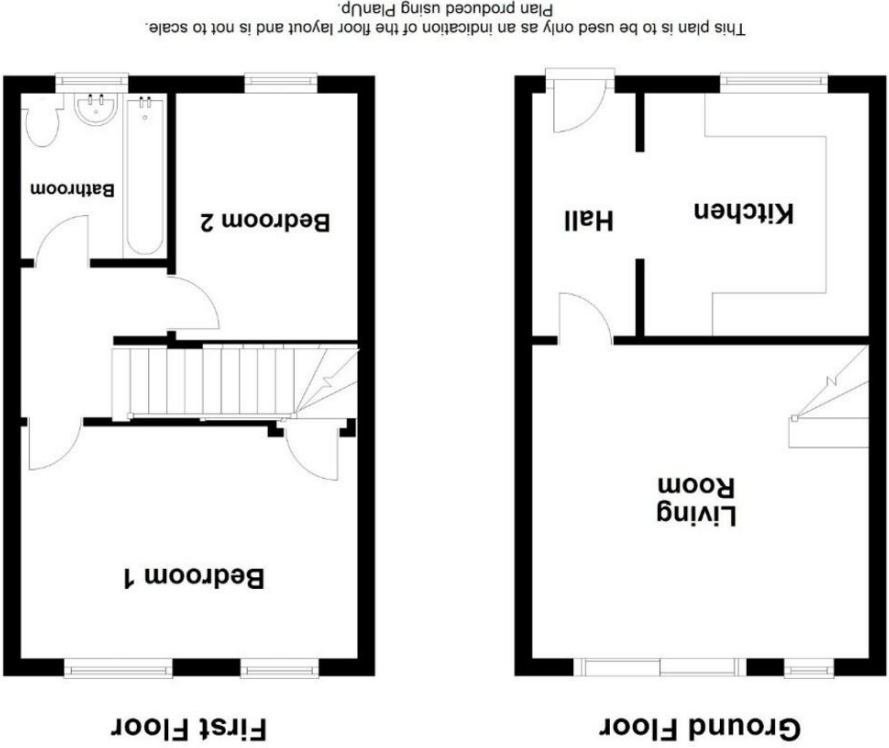 Ground Floor
Living
Room
Kitchen
Hall
First Floor
Bedroom 1
Bedroom 2
Bathroom
This plan is to be used only as an indication of the floor layout and is not to scale.
Plan produced using PlanUp.